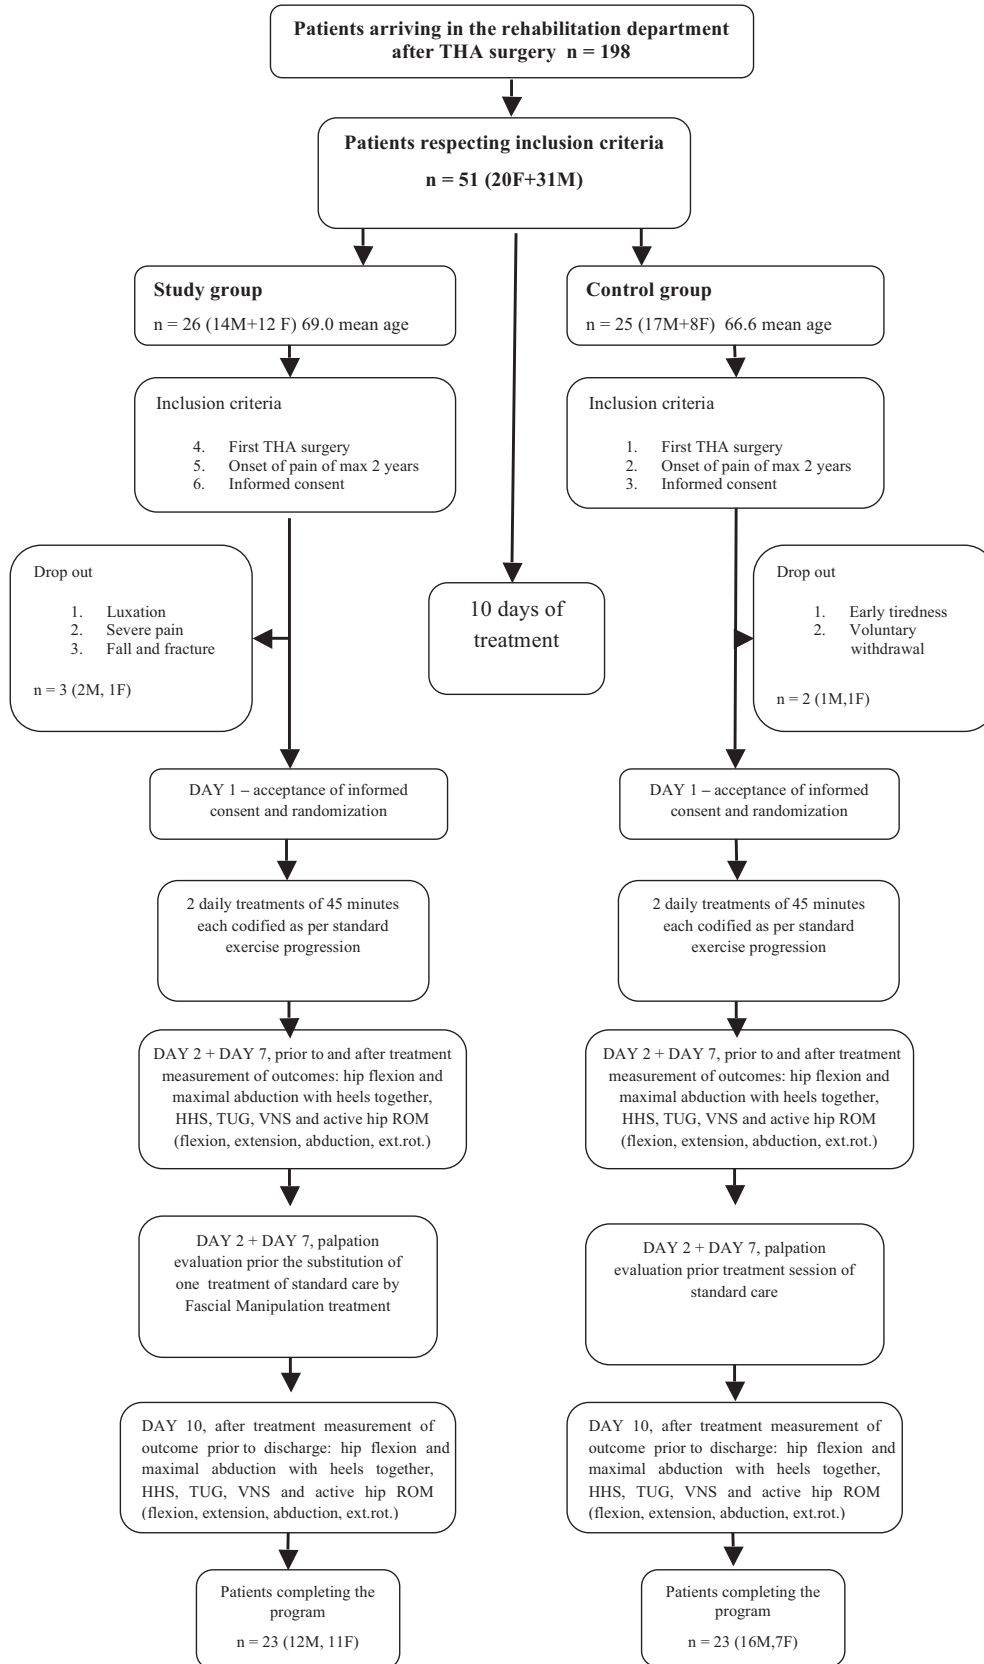 Patients arriving in the rehabilitation department
after THA surgery n = 198
Patients respecting inclusion criteria
n = 51 (20F+31M)
Study group
n = 26 (14M+12 F) 69.0 mean age
Control group
n = 25 (17M+8F) 66.6 mean age
Inclusion criteria
4. First THA surgery
5. Onset of pain of max 2 years
6. Informed consent
Inclusion criteria
1. First THA surgery
2. Onset of pain of max 2 years
3. Informed consent
Drop out
1. Luxation
2. Severe pain
3. Fall and fracture
n = 3 (2M, 1F)
10 days of
treatment
Drop out
1. Early tiredness
2. Voluntary
withdrawal
n = 2 (1M,1F)
DAY 1 – acceptance of informed
consent and randomization
DAY 1 – acceptance of informed
consent and randomization
2 daily treatments of 45 minutes
each codified as per standard
exercise progression
2 daily treatments of 45 minutes
each codified as per standard
exercise progression
DAY 2 + DAY 7, prior to and after treatment
measurement of outcomes: hip flexion and
maximal abduction with heels together,
HHS, TUG, VNS and active hip ROM
(flexion, extension, abduction, ext.rot.)
DAY 2 + DAY 7, prior to and after treatment
measurement of outcomes: hip flexion and
maximal abduction with heels together,
HHS, TUG, VNS and active hip ROM
(flexion, extension, abduction, ext.rot.)
DAY 2 + DAY 7, palpation
evaluation prior the substitution of
one treatment of standard care by
Fascial Manipulation treatment
DAY 2 + DAY 7, palpation
evaluation prior treatment session of
standard care
DAY 10, after treatment measurement of
outcome prior to discharge: hip flexion and
maximal abduction with heels together,
HHS, TUG, VNS and active hip ROM
(flexion, extension, abduction, ext.rot.)
DAY 10, after treatment measurement of
outcome prior to discharge: hip flexion and
maximal abduction with heels together,
HHS, TUG, VNS and active hip ROM
(flexion, extension, abduction, ext.rot.)
Patients completing the
program
n = 23 (12M, 11F)
Patients completing the
program
n = 23 (16M,7F)